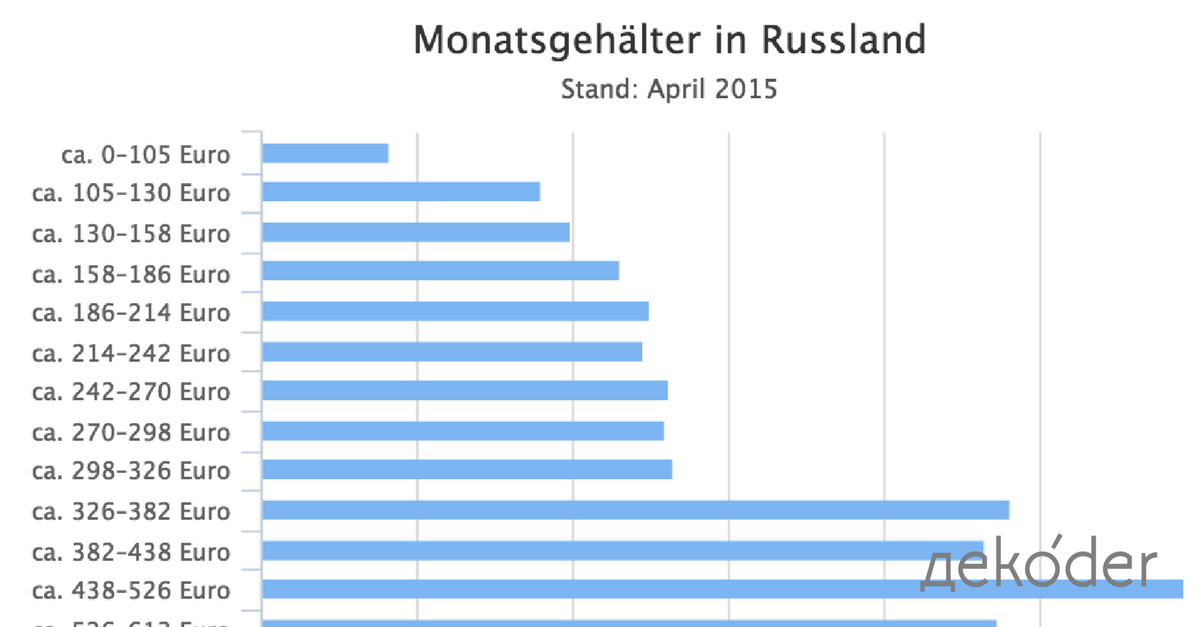 Monatsgehälter in Russland
Stand: April 2015
ca. 0–105 Euro
ca. 105–130 Euro
ca. 130–158 Euro
ca. 158–186 Euro
ca. 186–214 Euro
ca. 214–242 Euro
ca. 242–270 Euro
ca. 270–298 Euro
ca. 298–326 Euro
ca. 326–382 Euro
ca. 382–438 Euro
ca. 438–526 Euro
дekóder